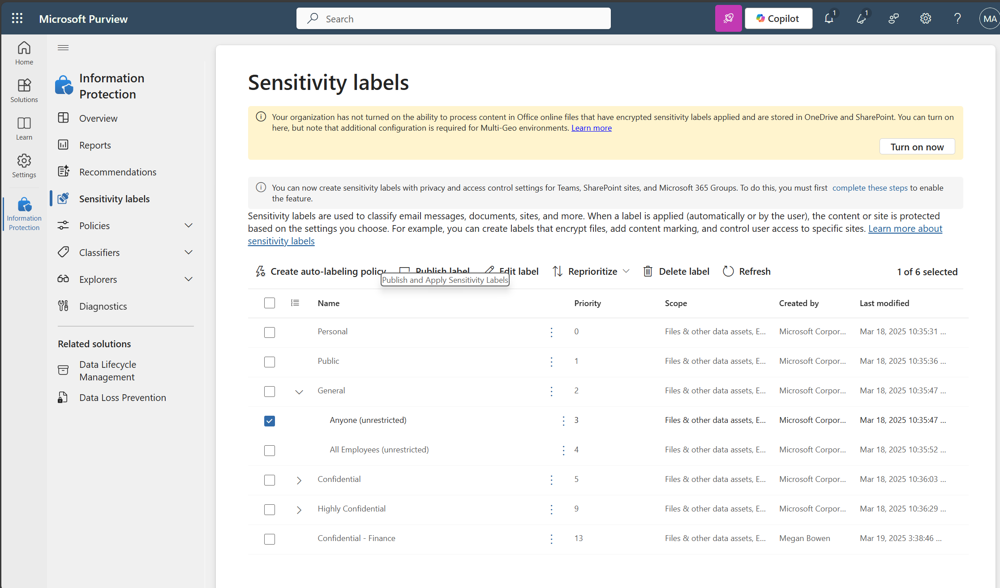 Microsoft Purview
Search
Copilot
1
1
MA
Home
Solutions
Learn
Settings
Information
Protection
Information
Protection
Overview
Reports
Recommendations
Sensitivity labels
Policies
Classifiers
Explorers
Diagnostics
Related solutions
Data Lifecycle
Management
Data Loss Prevention
Sensitivity labels
Your organization has not turned on the ability to process content in Office online files that have encrypted sensitivity labels applied and are stored in OneDrive and SharePoint. You can turn on
here, but note that additional configuration is required for Multi-Geo environments. Learn more
Turn on now
You can now create sensitivity labels with privacy and access control settings for Teams, SharePoint sites, and Microsoft 365 Groups. To do this, you must first complete these steps to enable
the feature.
Sensitivity labels are used to classify email messages, documents, sites, and more. When a label is applied (automatically or by the user), the content or site is protected
based on the settings you choose. For example, you can create labels that encrypt files, add content marking, and control user access to specific sites. Learn more about
sensitivity labels
Create auto-labeling policy Publish label Edit label Reprioritize Delete label Refresh 1 of 6 selected
Publish and Apply Sensitivity Labels
Name Priority Scope Created by Last modified
Personal 0 Files & other data assets, E... Microsoft Corpor... Mar 18, 2025 10:35:31 ...
Public 1 Files & other data assets, E... Microsoft Corpor... Mar 18, 2025 10:35:36 ...
General 2 Files & other data assets, E... Microsoft Corpor... Mar 18, 2025 10:35:47 ...
Anyone (unrestricted) 3 Files & other data assets, E... Microsoft Corpor... Mar 18, 2025 10:35:47 ...
All Employees (unrestricted) 4 Files & other data assets, E... Microsoft Corpor... Mar 18, 2025 10:35:52 ...
Confidential 5 Files & other data assets, E... Microsoft Corpor... Mar 18, 2025 10:36:03 ...
Highly Confidential 9 Files & other data assets, E... Microsoft Corpor... Mar 18, 2025 10:36:29 ...
Confidential - Finance 13 Files & other data assets, E... Megan Bowen Mar 19, 2025 3:38:46 ...